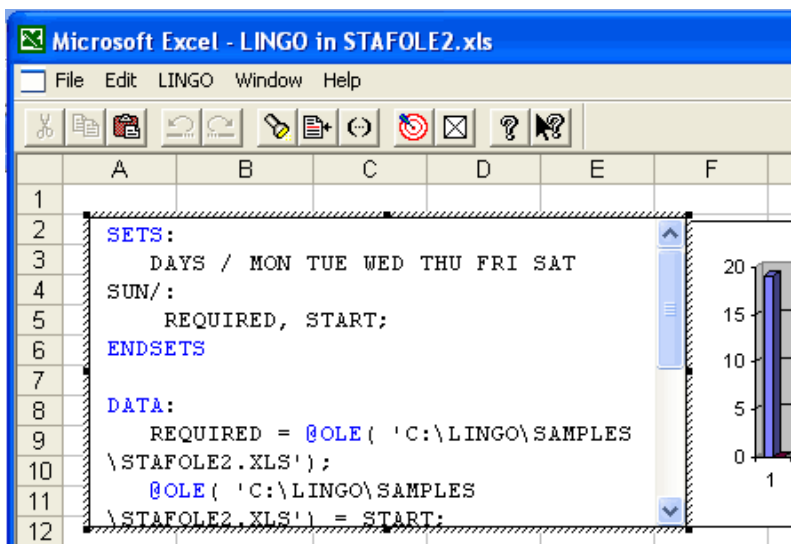 Microsoft Excel - LINGO in STAFOLE2.xls
File Edit LINGO Window Help
A B C D E F
1
2
3
4
5
6
7
8
9
10
11
12
SETS:
DAYS / MON TUE WED THU FRI SAT
SUN/:
REQUIRED, START;
ENDSETS
DATA:
REQUIRED = @OLE( 'C:\LINGO\SAMPLES
\STAFOLE2.XLS');
@OLE( 'C:\LINGO\SAMPLES
\STAFOLE2.XLS') = START;
20
15
10
5
0
1